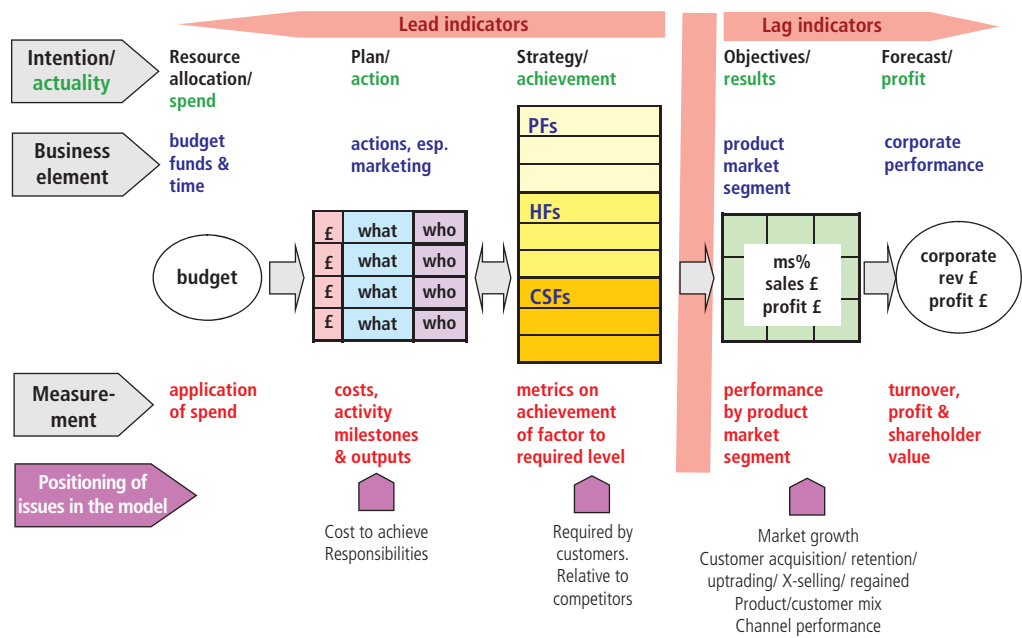 Lead indicators
Lag indicators
Intention/
actuality
Resource
allocation/
spend
Plan/
action
Strategy/
achievement
Objectives/
results
Forecast/
profit
Business
element
budget
funds &
time
actions, esp.
marketing
PFs
HFs
CSFs
product
market
segment
corporate
performance
budget
£ what who
£ what who
£ what who
£ what who
ms%
sales £
profit £
corporate
rev £
profit £
Measure-
ment
application
of spend
costs,
activity
milestones
& outputs
metrics on
achievement
of factor to
required level
performance
by product
market
segment
turnover,
profit &
shareholder
value
Positioning of
issues in the model
Cost to achieve
Responsibilities
Required by
customers.
Relative to
competitors
Market growth
Customer acquisition/ retention/
uptrading/ X-selling/ regained
Product/customer mix
Channel performance